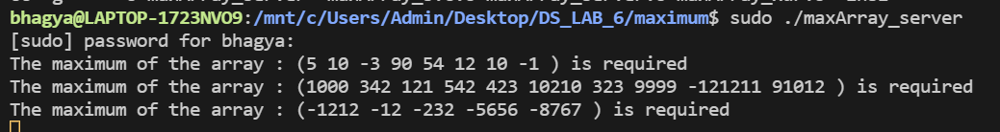 bhagya@LAPTOP-1723NVO9:/mnt/c/Users/Admin/Desktop/DS_LAB_6/maximum$ sudo ./maxArray_server
[sudo] password for bhagya:
The maximum of the array : (5 10 -3 90 54 12 10 -1 ) is required
The maximum of the array : (1000 342 121 542 423 10210 323 9999 -121211 91012 ) is required
The maximum of the array : (-1212 -12 -232 -5656 -8767 ) is required